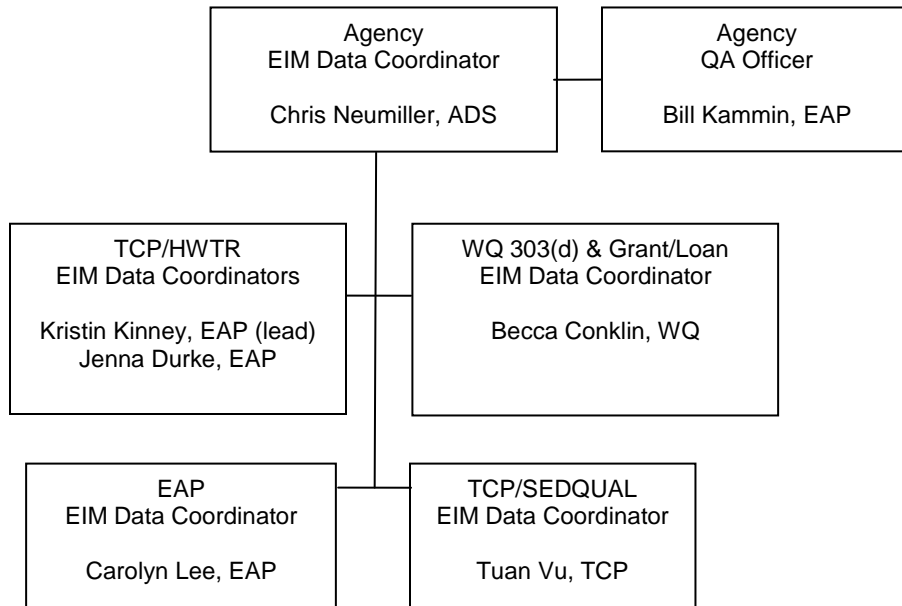 Agency
EIM Data Coordinator
Chris Neumiller, ADS
Agency
QA Officer
Bill Kammin, EAP
TCP/HWTR
EIM Data Coordinators
Kristin Kinney, EAP (lead)
Jenna Durke, EAP
WQ 303(d) & Grant/Loan
EIM Data Coordinator
Becca Conklin, WQ
EAP
EIM Data Coordinator
Carolyn Lee, EAP
TCP/SEDQUAL
EIM Data Coordinator
Tuan Vu, TCP